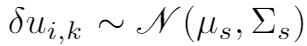 δu_{i,k} ∼ 𝒩(μ_s, Σ_s)